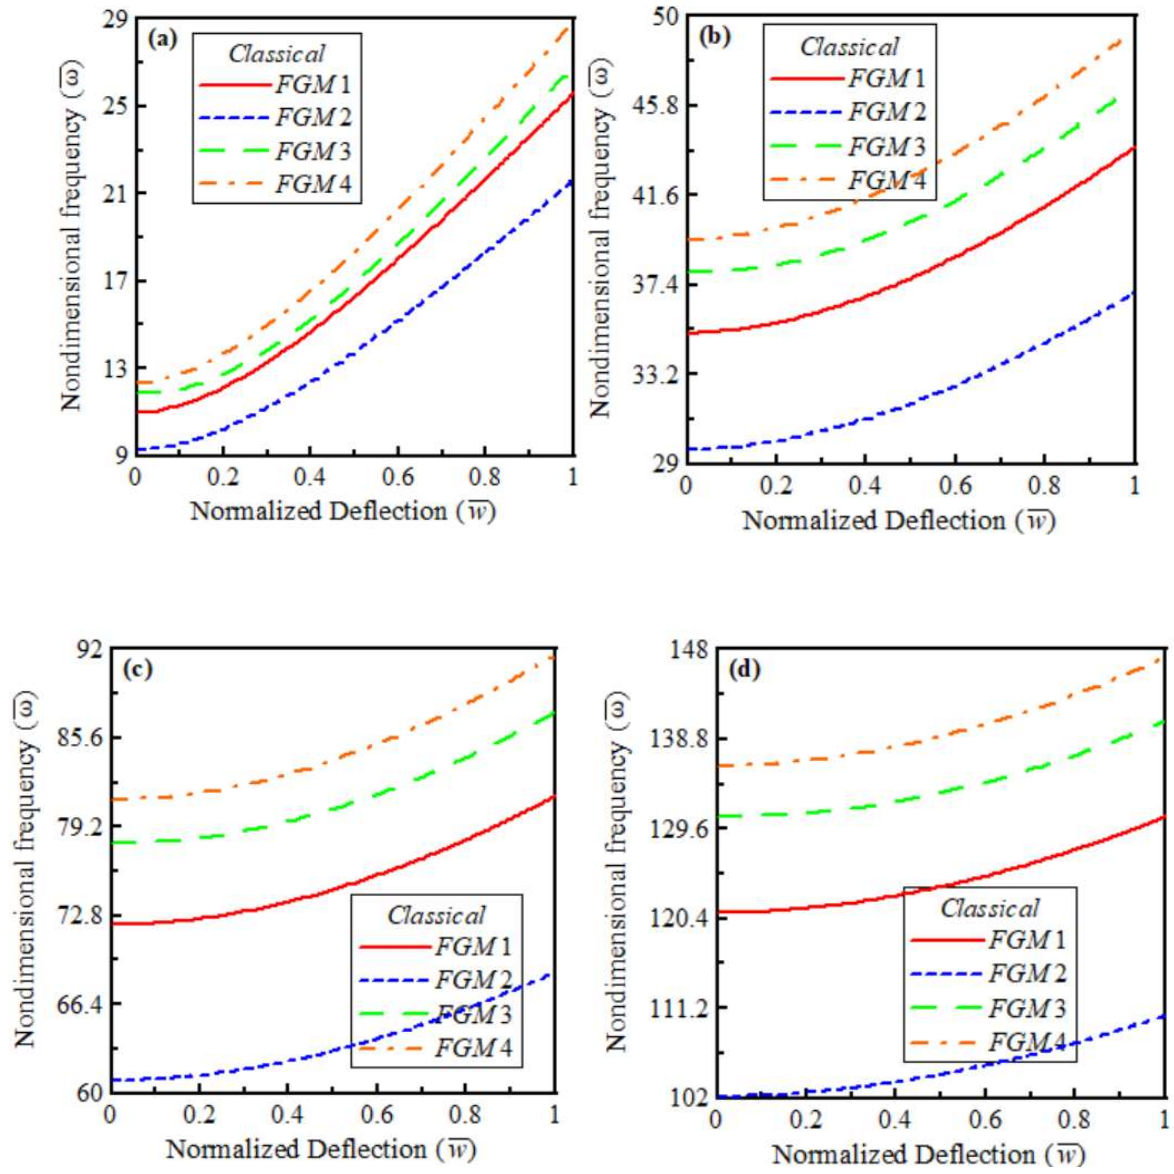 (a)
Classical
FGM 1
FGM 2
FGM 3
FGM 4
29
25
21
17
13
9
Nondimensional frequency (ω̅)
0 0.2 0.4 0.6 0.8 1
Normalized Deflection (w̅)
(b)
Classical
FGM 1
FGM 2
FGM 3
FGM 4
50
45.8
41.6
37.4
33.2
29
Nondimensional frequency (ω̅)
0 0.2 0.4 0.6 0.8 1
Normalized Deflection (w̅)
(c)
92
85.6
79.2
72.8
66.4
60
Nondimensional frequency (ω̅)
Classical
FGM 1
FGM 2
FGM 3
FGM 4
0 0.2 0.4 0.6 0.8 1
Normalized Deflection (w̅)
(d)
148
138.8
129.6
120.4
111.2
102
Nondimensional frequency (ω̅)
Classical
FGM 1
FGM 2
FGM 3
FGM 4
0 0.2 0.4 0.6 0.8 1
Normalized Deflection (w̅)